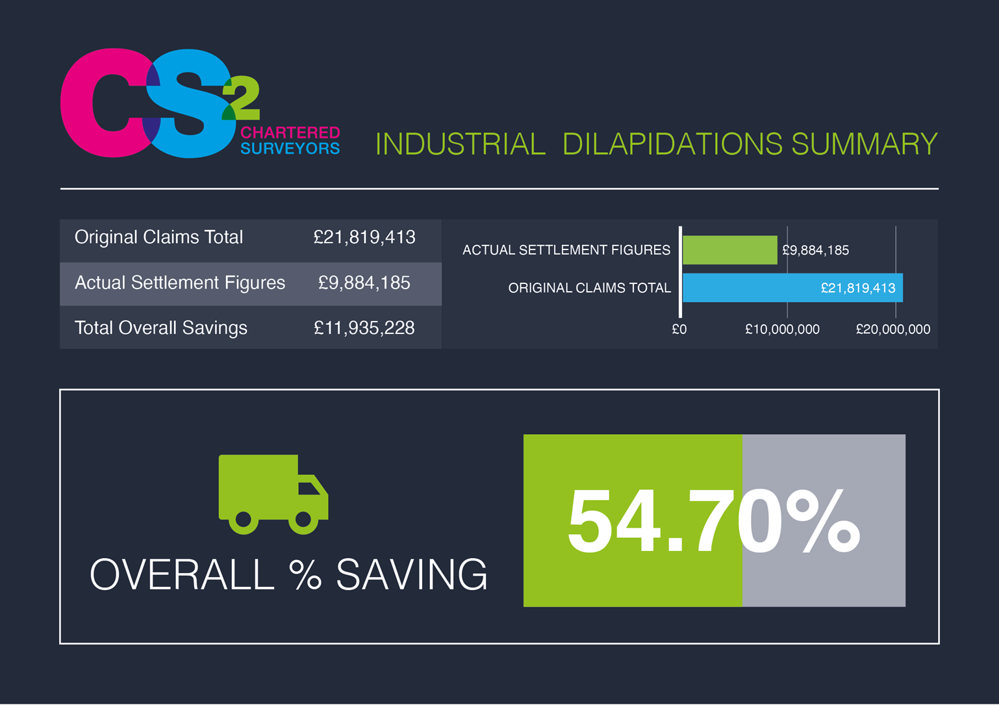 CS2
CHARTERED
SURVEYORS
INDUSTRIAL DILAPIDATIONS SUMMARY
Original Claims Total £21,819,413
Actual Settlement Figures £9,884,185
Total Overall Savings £11,935,228
ACTUAL SETTLEMENT FIGURES £9,884,185
ORIGINAL CLAIMS TOTAL £21,819,413
£0 £10,000,000 £20,000,000
54.70%
OVERALL % SAVING